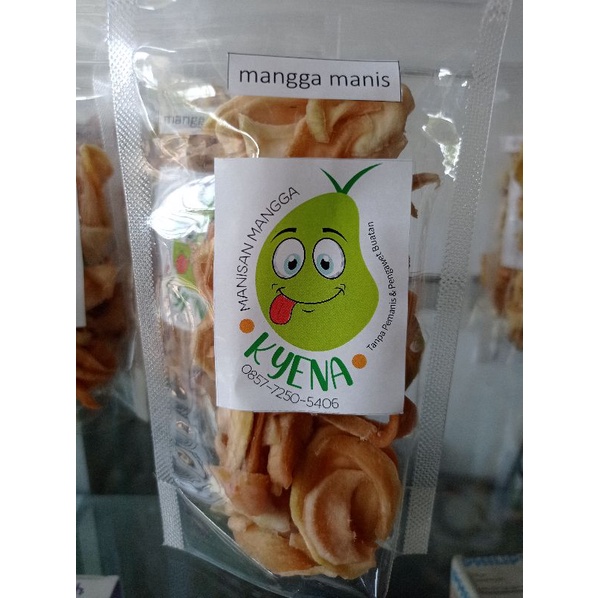 mangga manis
MANISAN MANGGA
Tanpa Pemanis & Pengawet Buatan
KYENA
0857-7250-5406